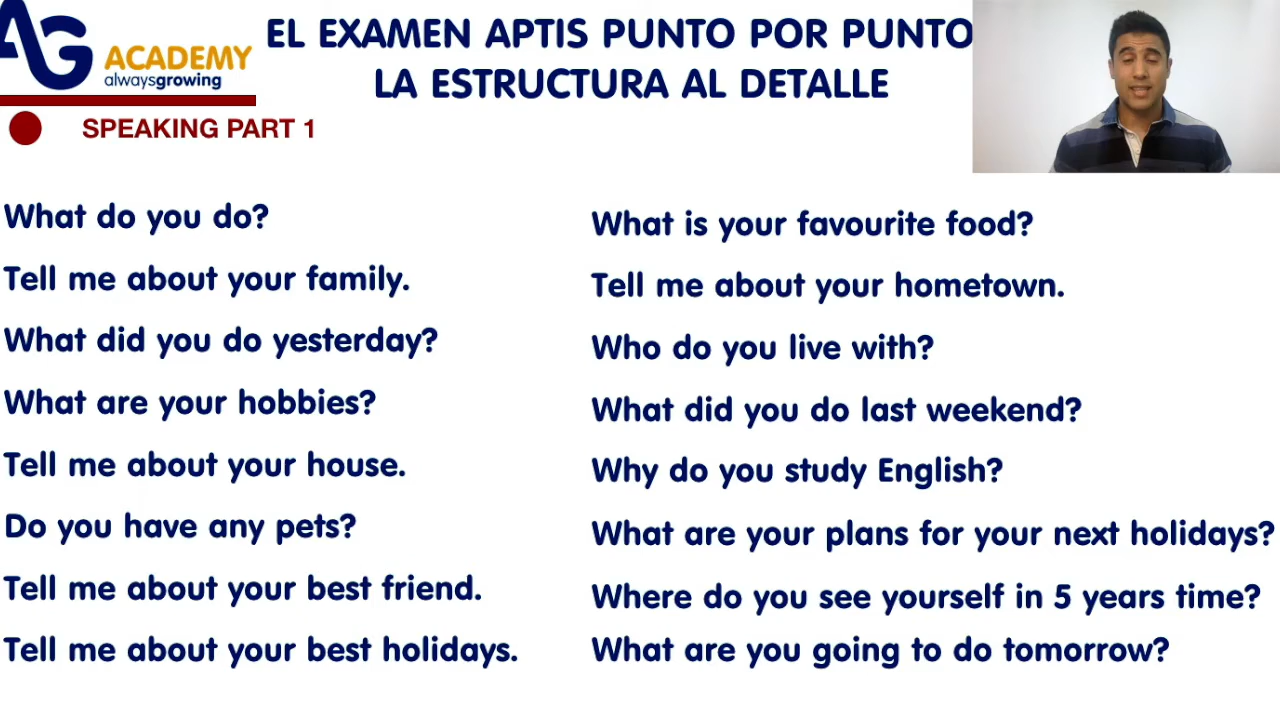 AG
ACADEMY
alwaysgrowing
EL EXAMEN APTIS PUNTO POR PUNTO
LA ESTRUCTURA AL DETALLE
SPEAKING PART 1
What do you do?
Tell me about your family.
What did you do yesterday?
What are your hobbies?
Tell me about your house.
Do you have any pets?
Tell me about your best friend.
Tell me about your best holidays.
What is your favourite food?
Tell me about your hometown.
Who do you live with?
What did you do last weekend?
Why do you study English?
What are your plans for your next holidays?
Where do you see yourself in 5 years time?
What are you going to do tomorrow?